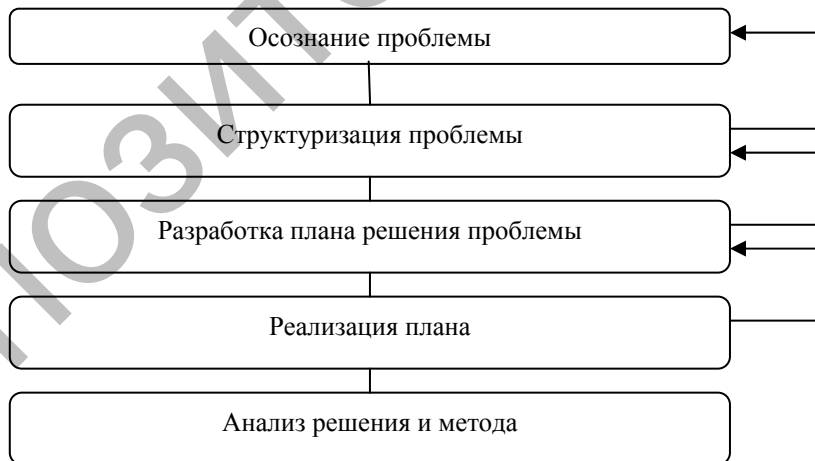 Осознание проблемы
Структуризация проблемы
Разработка плана решения проблемы
Реализация плана
Анализ решения и метода